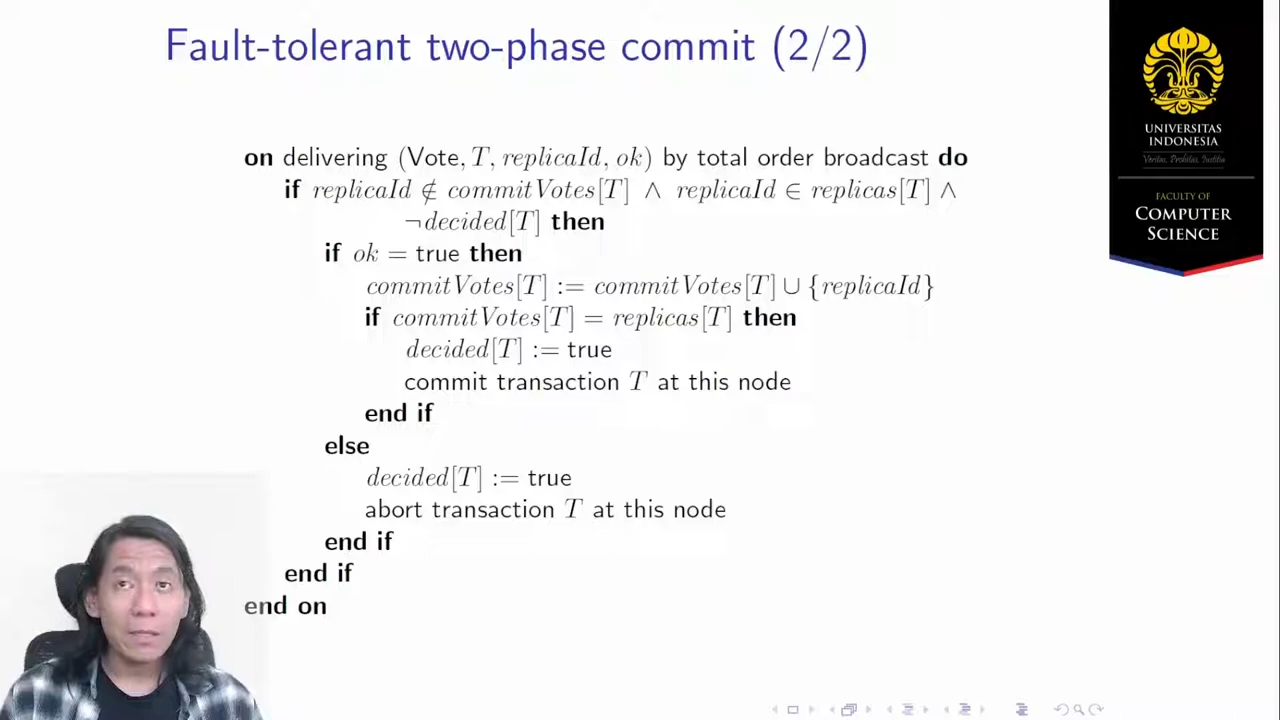 Fault-tolerant two-phase commit (2/2)
on delivering (Vote, T, replicaId, ok) by total order broadcast do
if replicaId ∉ commitVotes[T] ∧ replicaId ∈ replicas[T] ∧
¬decided[T] then
if ok = true then
commitVotes[T] := commitVotes[T] ∪ {replicaId}
if commitVotes[T] = replicas[T] then
decided[T] := true
commit transaction T at this node
end if
else
decided[T] := true
abort transaction T at this node
end if
end if
end on
UNIVERSITAS
INDONESIA
Veritas, Probitas, Iustitia
FACULTY OF
COMPUTER
SCIENCE